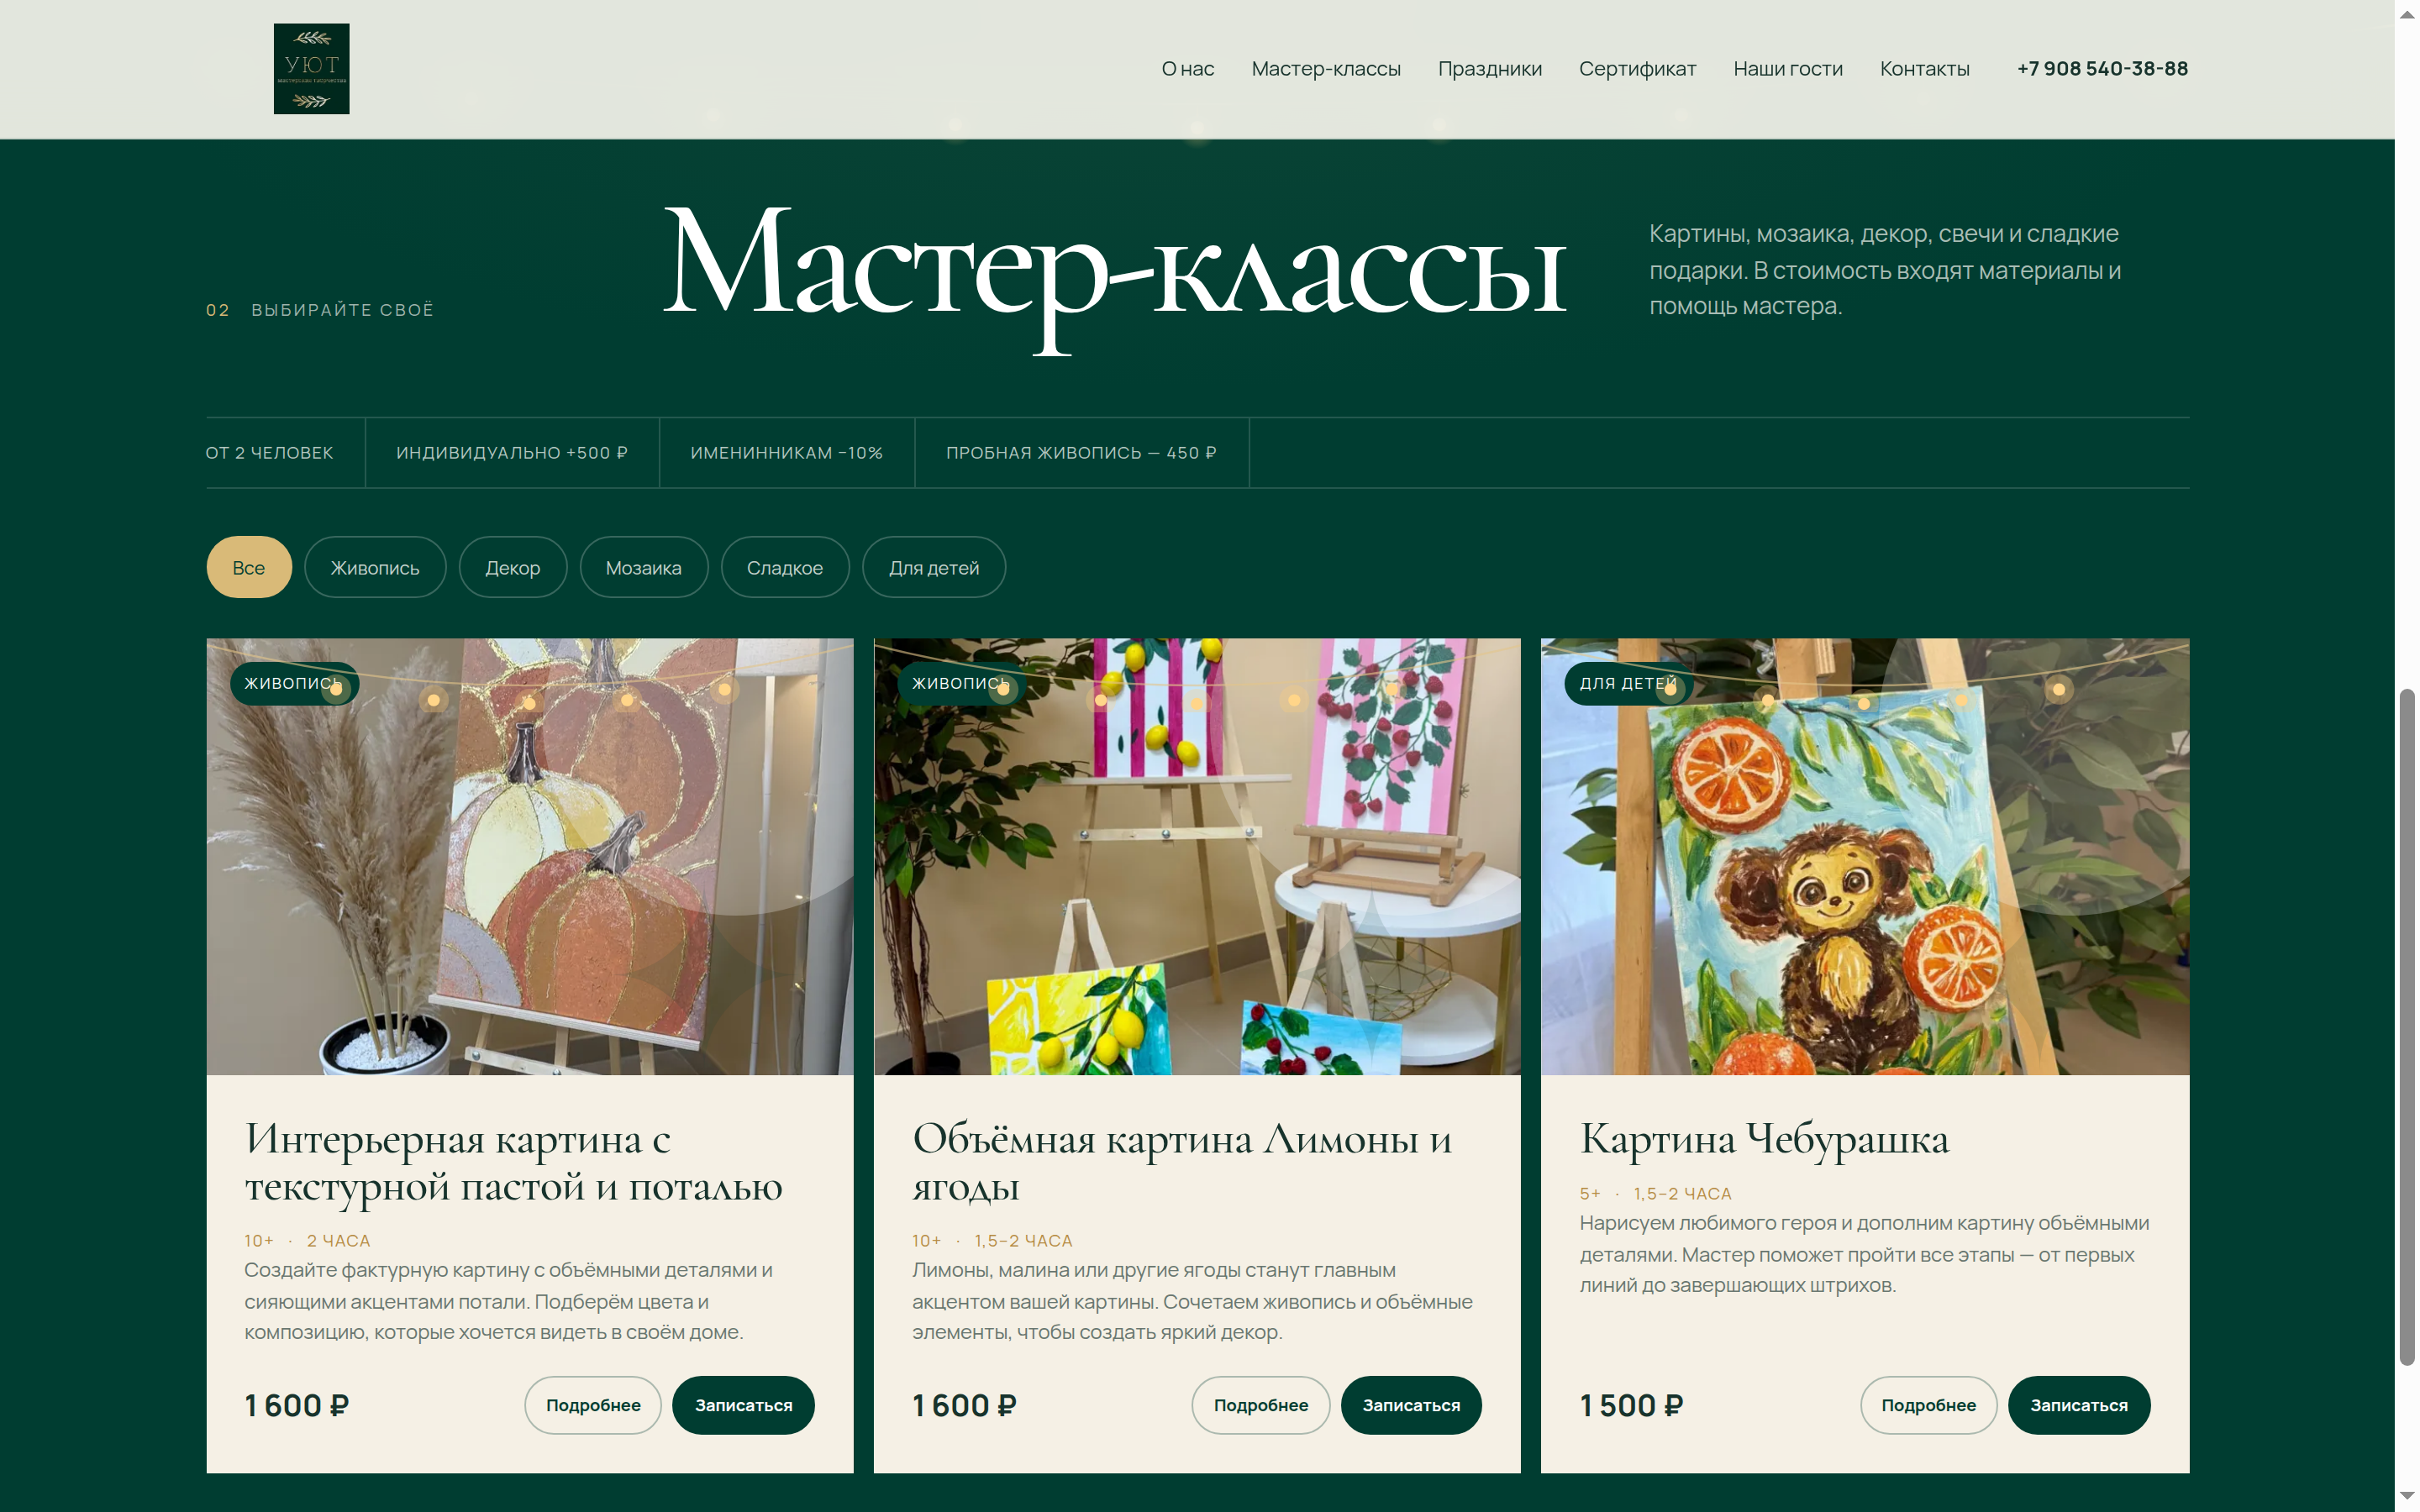 УЮТ
О нас
Мастер-классы
Праздники
Сертификат
Наши гости
Контакты
+7 908 540-38-88
02 ВЫБИРАЙТЕ СВОЁ
Мастер-классы
Картины, мозаика, декор, свечи и сладкие
подарки. В стоимость входят материалы и
помощь мастера.
ОТ 2 ЧЕЛОВЕК
ИНДИВИДУАЛЬНО +500 ₽
ИМЕНИННИКАМ −10%
ПРОБНАЯ ЖИВОПИСЬ — 450 ₽
Все
Живопись
Декор
Мозаика
Сладкое
Для детей
ЖИВОПИСЬ
Интерьерная картина с
текстурной пастой и поталью
10+ · 2 ЧАСА
Создайте фактурную картину с объёмными деталями и
сияющими акцентами потали. Подберём цвета и
композицию, которые хочется видеть в своём доме.
1 600 ₽
Подробнее
Записаться
ЖИВОПИСЬ
Объёмная картина Лимоны и
ягоды
10+ · 1,5–2 ЧАСА
Лимоны, малина или другие ягоды станут главным
акцентом вашей картины. Сочетаем живопись и объёмные
элементы, чтобы создать яркий декор.
1 600 ₽
Подробнее
Записаться
ДЛЯ ДЕТЕЙ
Картина Чебурашка
5+ · 1,5–2 ЧАСА
Нарисуем любимого героя и дополним картину объёмными
деталями. Мастер поможет пройти все этапы — от первых
линий до завершающих штрихов.
1 500 ₽
Подробнее
Записаться